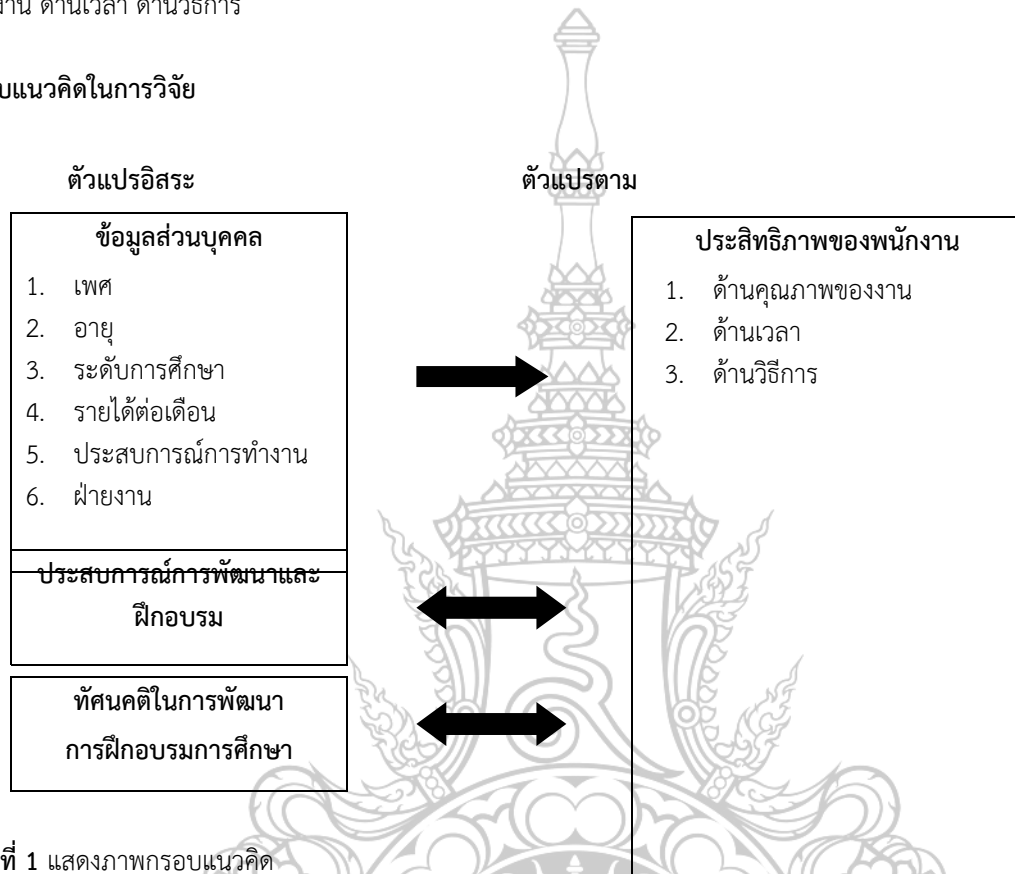 งาน ด้านเวลา ด้านวิธีการ
บแนวคิดในการวิจัย
ตัวแปรอิสระ
ตัวแปรตาม
ข้อมูลส่วนบุคคล
1. เพศ
2. อายุ
3. ระดับการศึกษา
4. รายได้ต่อเดือน
5. ประสบการณ์การทำงาน
6. ฝ่ายงาน
ประสบการณ์การพัฒนาและ
ฝึกอบรม
ทัศนคติในการพัฒนา
การฝึกอบรมการศึกษา
ประสิทธิภาพของพนักงาน
1. ด้านคุณภาพของงาน
2. ด้านเวลา
3. ด้านวิธีการ
ที่ 1 แสดงภาพกรอบแนวคิด